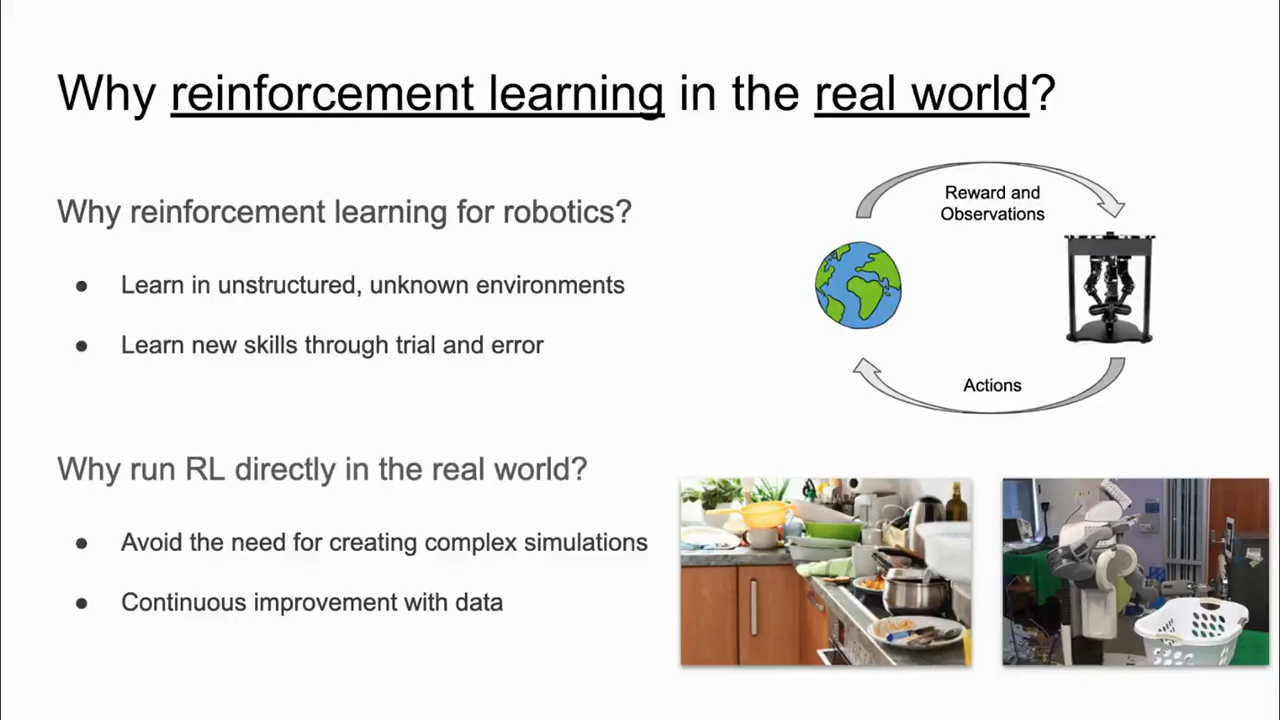 Why reinforcement learning in the real world?
Why reinforcement learning for robotics?
● Learn in unstructured, unknown environments
● Learn new skills through trial and error
Why run RL directly in the real world?
● Avoid the need for creating complex simulations
● Continuous improvement with data
Reward and
Observations
Actions